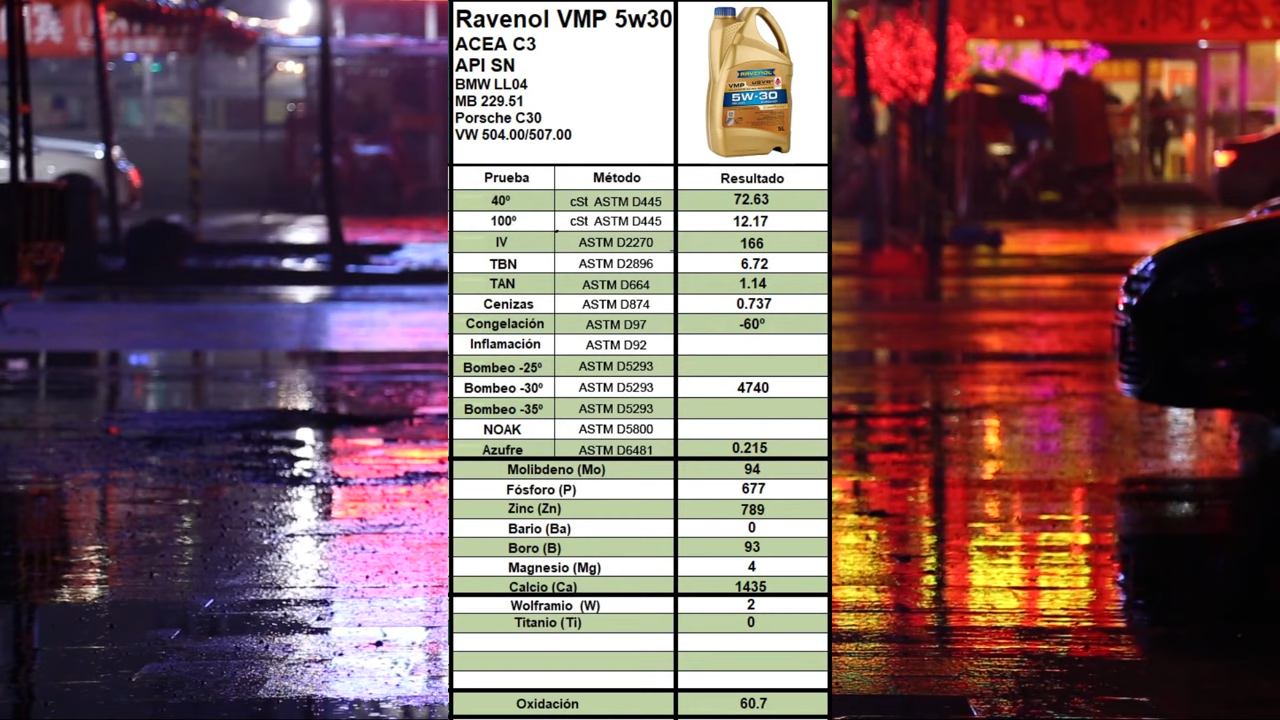 Ravenol VMP 5w30
ACEA C3
API SN
BMW LL04
MB 229.51
Porsche C30
VW 504.00/507.00
RAVENOL
VMP USVO
5W-30
5L
Prueba Método Resultado
40º cSt ASTM D445 72.63
100º cSt ASTM D445 12.17
IV ASTM D2270 166
TBN ASTM D2896 6.72
TAN ASTM D664 1.14
Cenizas ASTM D874 0.737
Congelación ASTM D97 -60º
Inflamación ASTM D92
Bombeo -25º ASTM D5293
Bombeo -30º ASTM D5293 4740
Bombeo -35º ASTM D5293
NOAK ASTM D5800
Azufre ASTM D6481 0.215
Molibdeno (Mo) 94
Fósforo (P) 677
Zinc (Zn) 789
Bario (Ba) 0
Boro (B) 93
Magnesio (Mg) 4
Calcio (Ca) 1435
Wolframio (W) 2
Titanio (Ti) 0
Oxidación 60.7